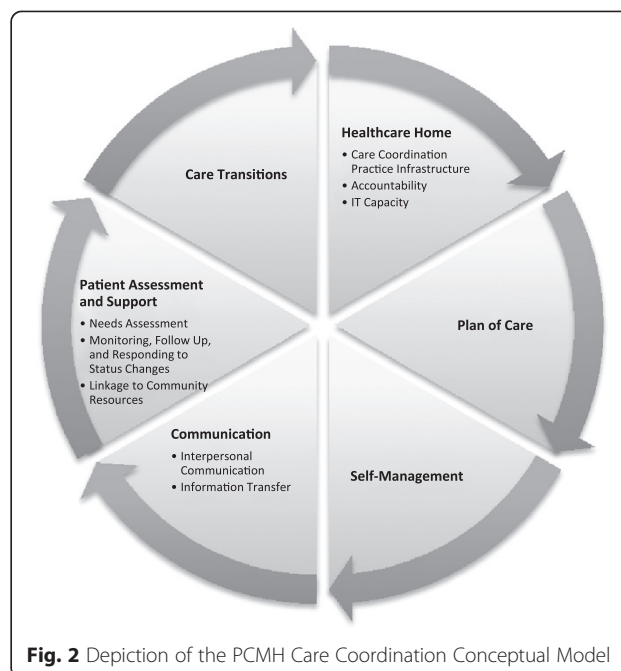 Healthcare Home
• Care Coordination
Practice Infrastructure
• Accountability
• IT Capacity
Plan of Care
Self-Management
Communication
• Interpersonal
Communication
• Information Transfer
Patient Assessment
and Support
• Needs Assessment
• Monitoring, Follow Up,
and Responding to
Status Changes
• Linkage to Community
Resources
Care Transitions
Fig. 2 Depiction of the PCMH Care Coordination Conceptual Model